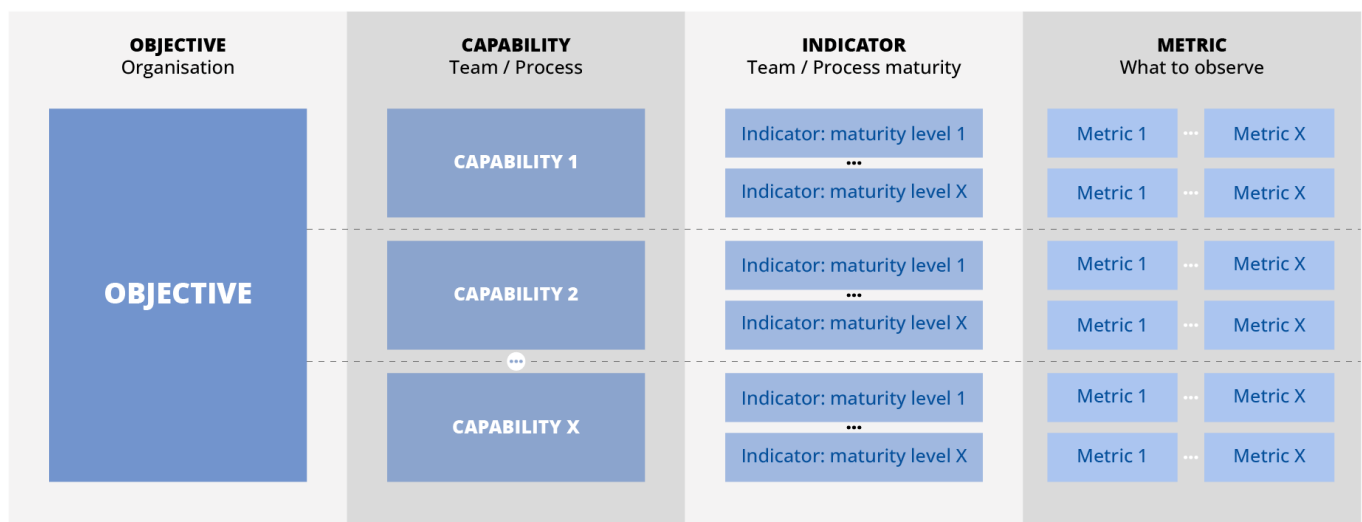 OBJECTIVE
Organisation
CAPABILITY
Team / Process
INDICATOR
Team / Process maturity
METRIC
What to observe
OBJECTIVE
CAPABILITY 1
Indicator: maturity level 1
...
Indicator: maturity level X
Metric 1 ... Metric X
Metric 1 ... Metric X
CAPABILITY 2
Indicator: maturity level 1
...
Indicator: maturity level X
Metric 1 ... Metric X
Metric 1 ... Metric X
...
CAPABILITY X
Indicator: maturity level 1
...
Indicator: maturity level X
Metric 1 ... Metric X
Metric 1 ... Metric X